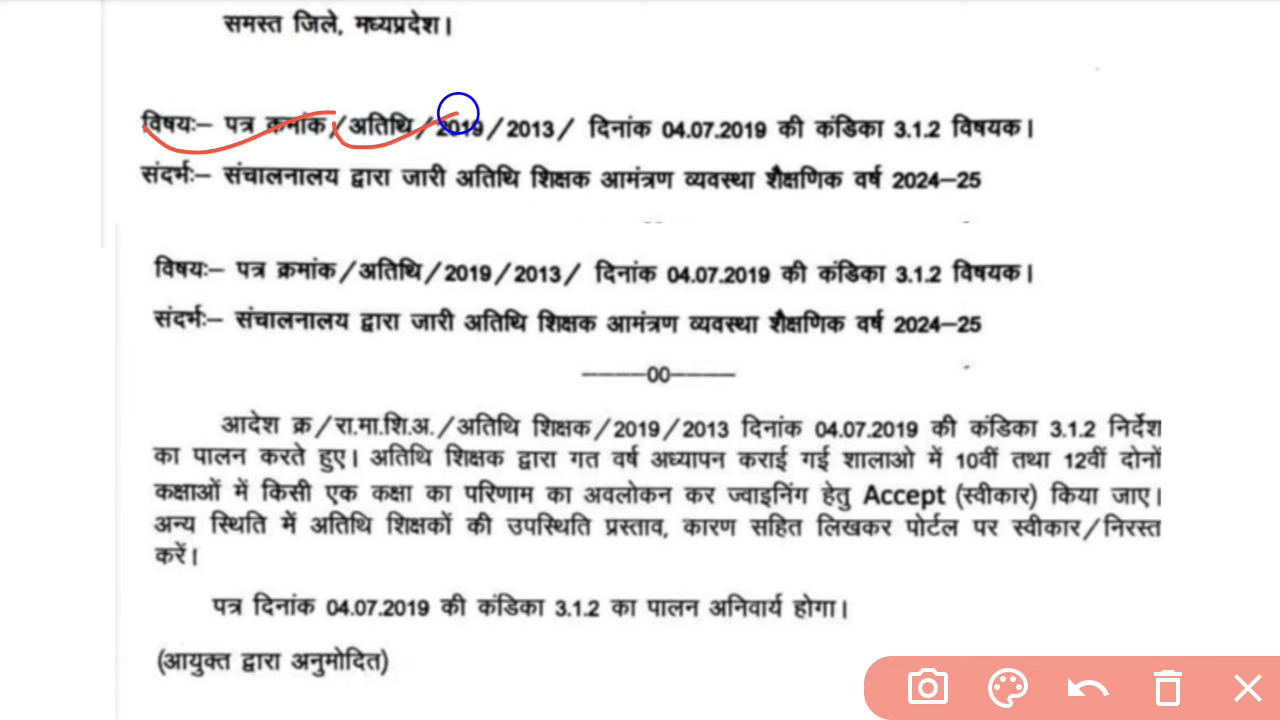 समस्त जिले, मध्यप्रदेश।
विषयः– पत्र कमांक/अतिथि/2019/2013/ दिनांक 04.07.2019 की कंडिका 3.1.2 विषयक।
संदर्भः– संचालनालय द्वारा जारी अतिथि शिक्षक आमंत्रण व्यवस्था शैक्षणिक वर्ष 2024–25
विषयः– पत्र क्रमांक/अतिथि/2019/2013/ दिनांक 04.07.2019 की कंडिका 3.1.2 विषयक।
संदर्भः– संचालनालय द्वारा जारी अतिथि शिक्षक आमंत्रण व्यवस्था शैक्षणिक वर्ष 2024–25
–––––00–––––
आदेश क्र/रा.मा.शि.अ./अतिथि शिक्षक/2019/2013 दिनांक 04.07.2019 की कंडिका 3.1.2 निर्देश
का पालन करते हुए। अतिथि शिक्षक द्वारा गत वर्ष अध्यापन कराई गई शालाओ में 10वीं तथा 12वीं दोनों
कक्षाओं में किसी एक कक्षा का परिणाम का अवलोकन कर ज्वाइनिंग हेतु Accept (स्वीकार) किया जाए।
अन्य स्थिति में अतिथि शिक्षकों की उपस्थिति प्रस्ताव, कारण सहित लिखकर पोर्टल पर स्वीकार/निरस्त
करें।
पत्र दिनांक 04.07.2019 की कंडिका 3.1.2 का पालन अनिवार्य होगा।
(आयुक्त द्वारा अनुमोदित)